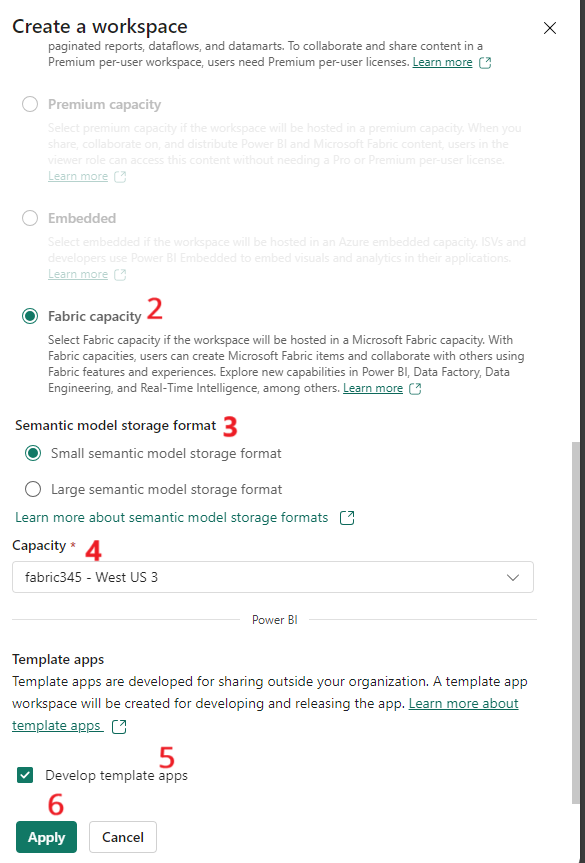 Create a workspace
paginated reports, dataflows, and datamarts. To collaborate and share content in a
Premium per-user workspace, users need Premium per-user licenses. Learn more
Premium capacity
Select premium capacity if the workspace will be hosted in a premium capacity. When you
share, collaborate on, and distribute Power BI and Microsoft Fabric content, users in the
viewer role can access this content without needing a Pro or Premium per-user license.
Learn more
Embedded
Select embedded if the workspace will be hosted in an Azure embedded capacity. ISVs and
developers use Power BI Embedded to embed visuals and analytics in their applications.
Learn more
Fabric capacity 2
Select Fabric capacity if the workspace will be hosted in a Microsoft Fabric capacity. With
Fabric capacities, users can create Microsoft Fabric items and collaborate with others using
Fabric features and experiences. Explore new capabilities in Power BI, Data Factory, Data
Engineering, and Real-Time Intelligence, among others. Learn more
Semantic model storage format 3
Small semantic model storage format
Large semantic model storage format
Learn more about semantic model storage formats
Capacity * 4
fabric345 - West US 3
Power BI
Template apps
Template apps are developed for sharing outside your organization. A template app
workspace will be created for developing and releasing the app. Learn more about
template apps
5
Develop template apps
6
Apply Cancel